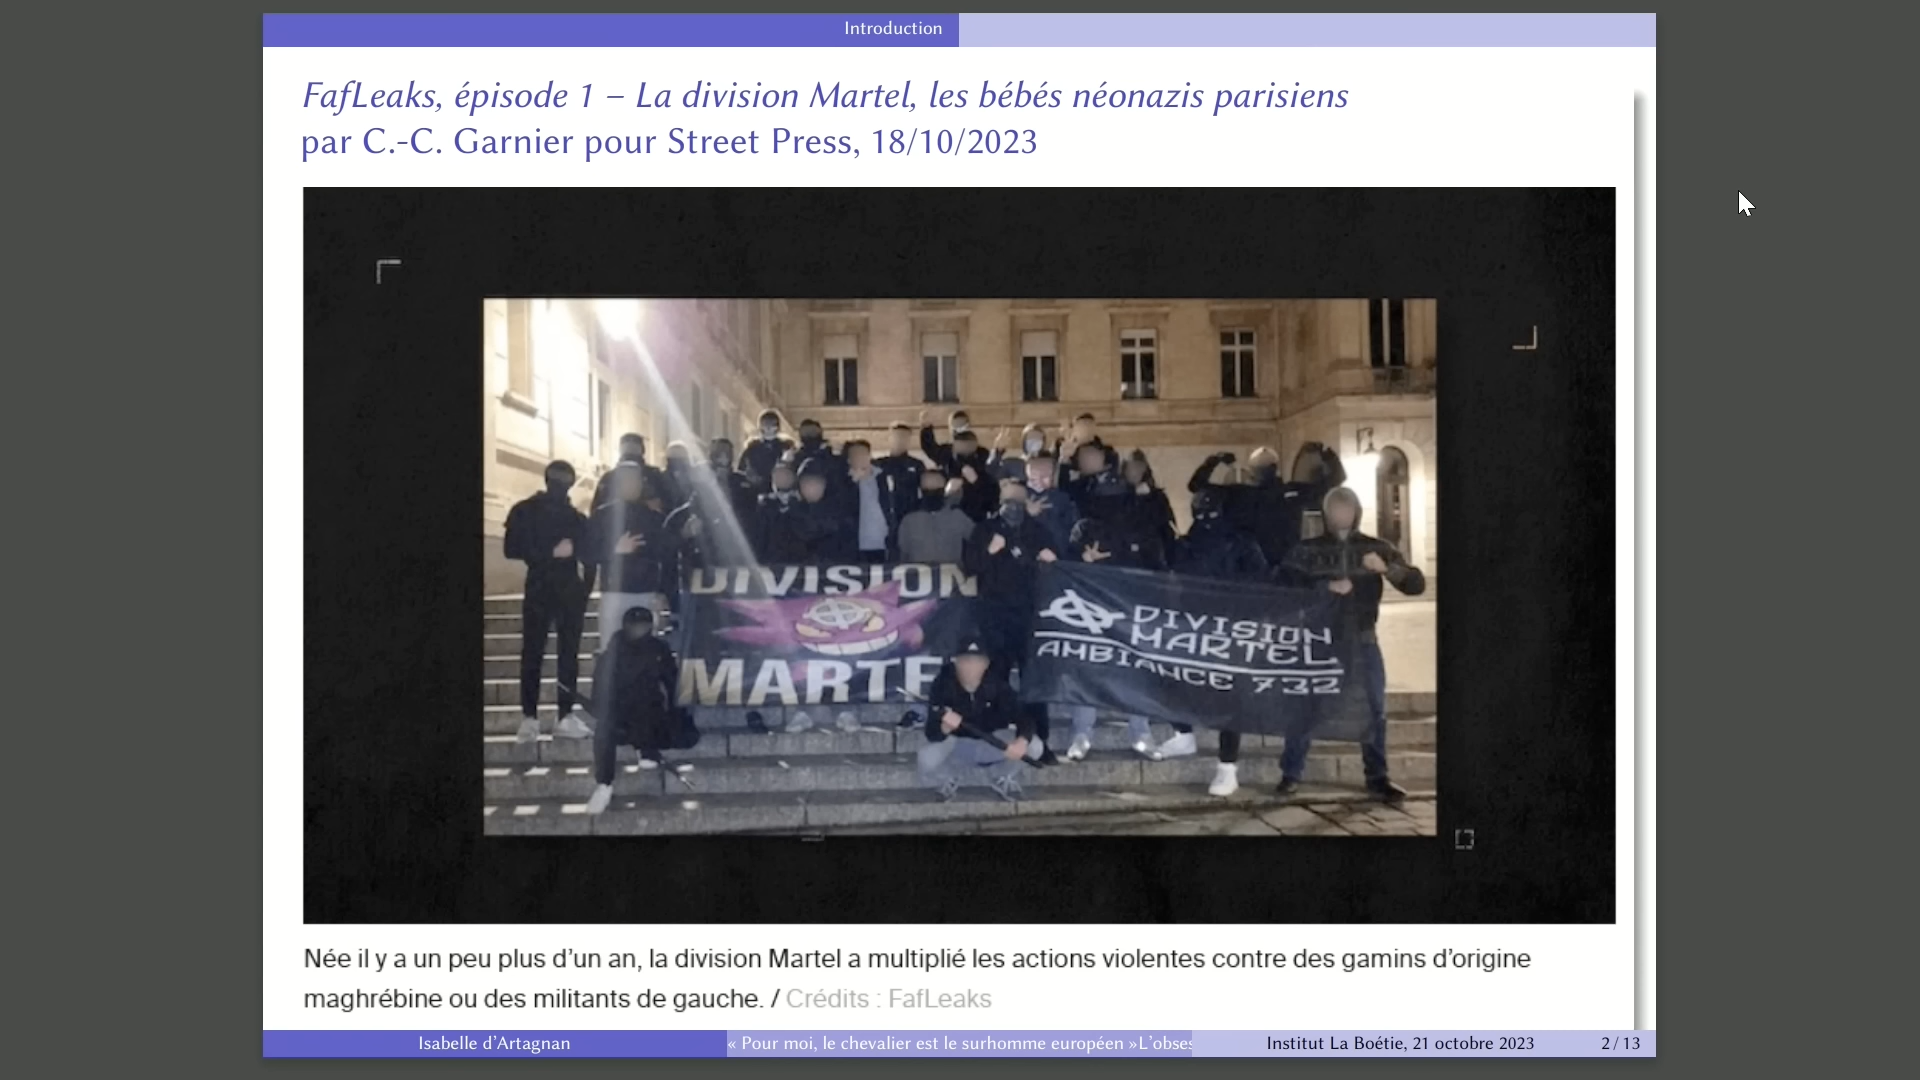 Introduction
FafLeaks, épisode 1 – La division Martel, les bébés néonazis parisiens
par C.-C. Garnier pour Street Press, 18/10/2023
DIVISION
MARTE
DIVISION
MARTEL
AMBIANCE 732
Née il y a un peu plus d’un an, la division Martel a multiplié les actions violentes contre des gamins d’origine
maghrébine ou des militants de gauche. / Crédits : FafLeaks
Isabelle d’Artagnan
« Pour moi, le chevalier est le surhomme européen »L’obses
Institut La Boétie, 21 octobre 2023
2 / 13